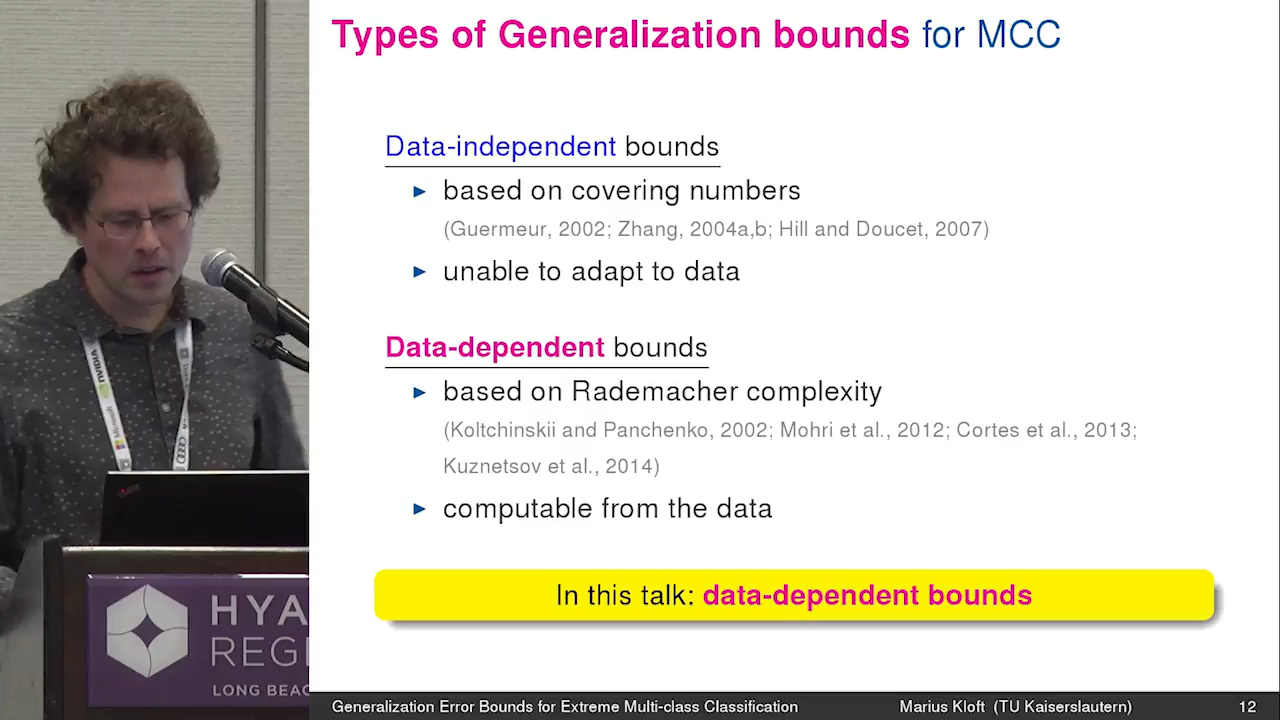 Types of Generalization bounds for MCC
Data-independent bounds
▶ based on covering numbers
(Guermeur, 2002; Zhang, 2004a,b; Hill and Doucet, 2007)
▶ unable to adapt to data
Data-dependent bounds
▶ based on Rademacher complexity
(Koltchinskii and Panchenko, 2002; Mohri et al., 2012; Cortes et al., 2013;
Kuznetsov et al., 2014)
▶ computable from the data
In this talk: data-dependent bounds
Generalization Error Bounds for Extreme Multi-class Classification Marius Kloft (TU Kaiserslautern) 12
NVIDIA
Microsoft
HYA
REGE
LONG BEAC